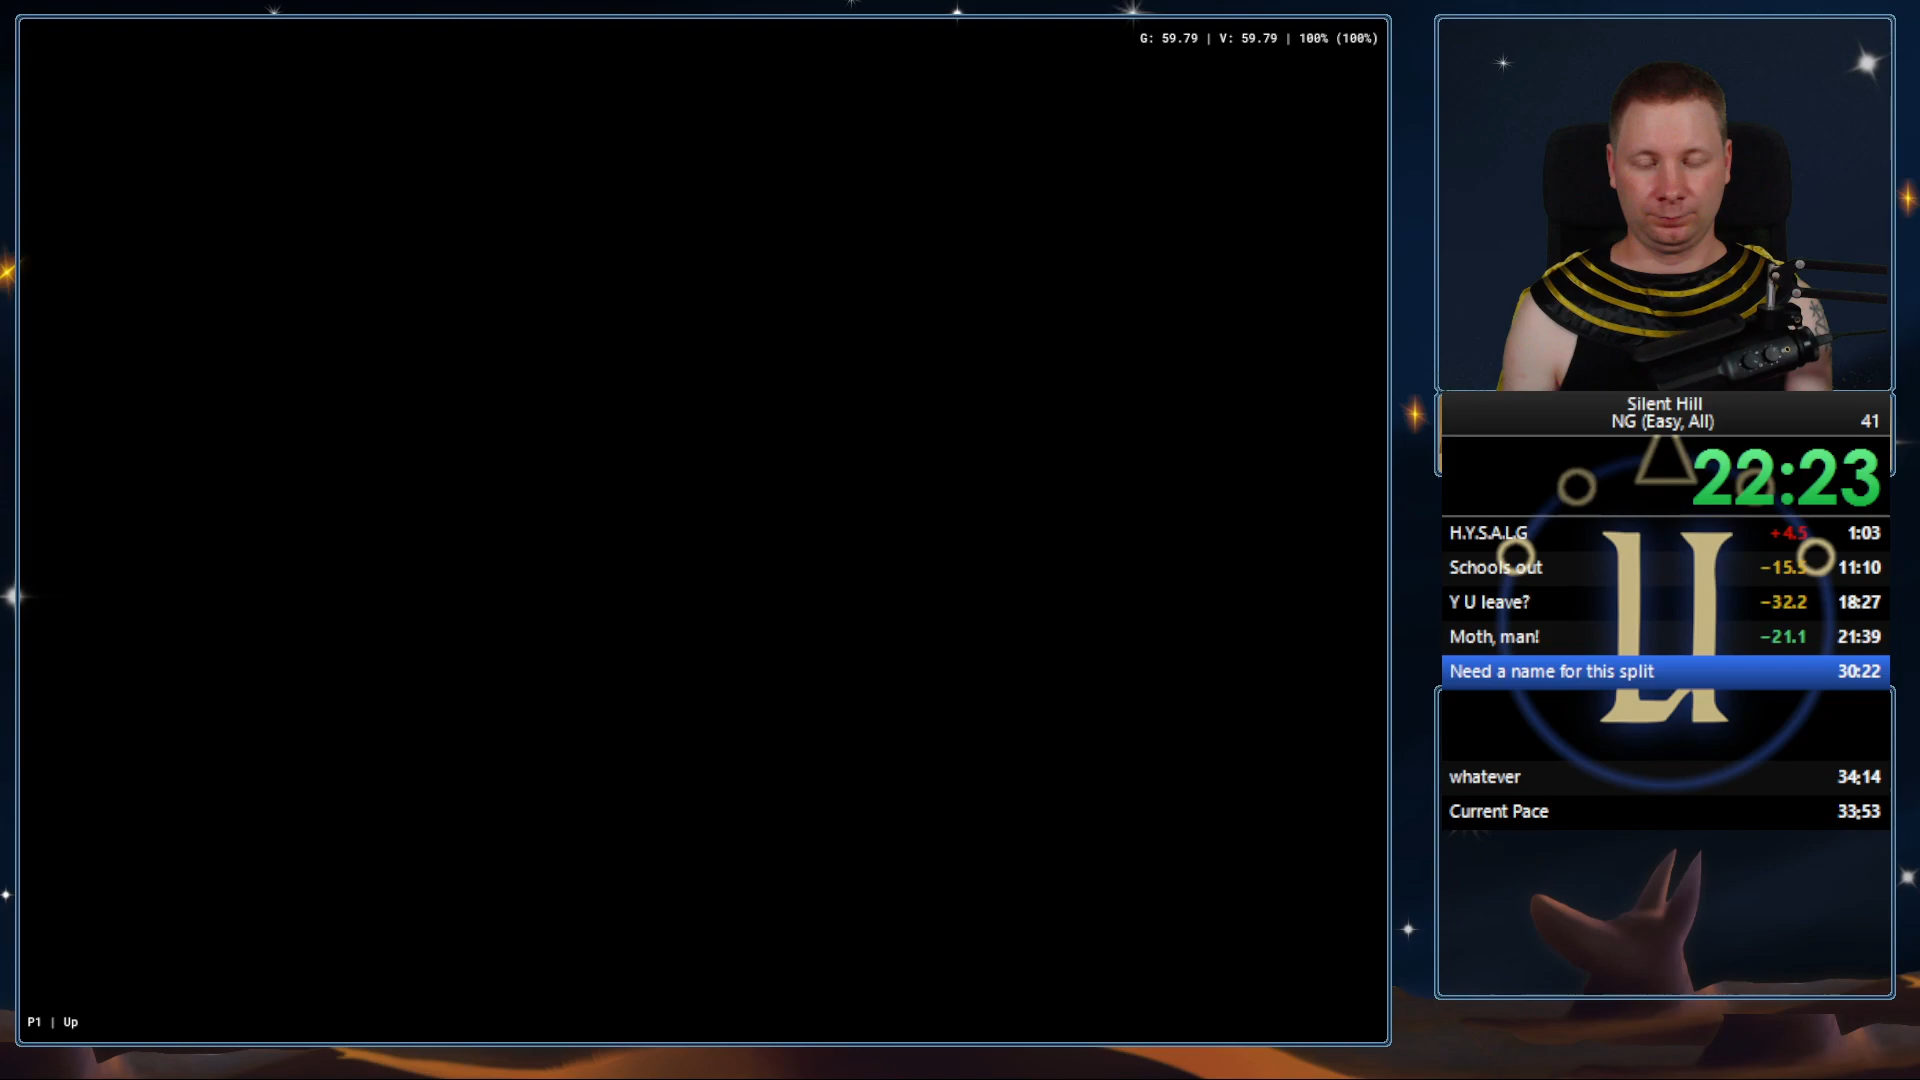 G: 59.79 | V: 59.79 | 100% (100%)
Silent Hill
NG (Easy, All) 41
22:23
H.Y.S.A.L.G +4.5 1:03
Schools out −15.5 11:10
Y U leave? −32.2 18:27
Moth, man! −21.1 21:39
Need a name for this split 30:22
whatever 34:14
Current Pace 33:53
P1 | Up